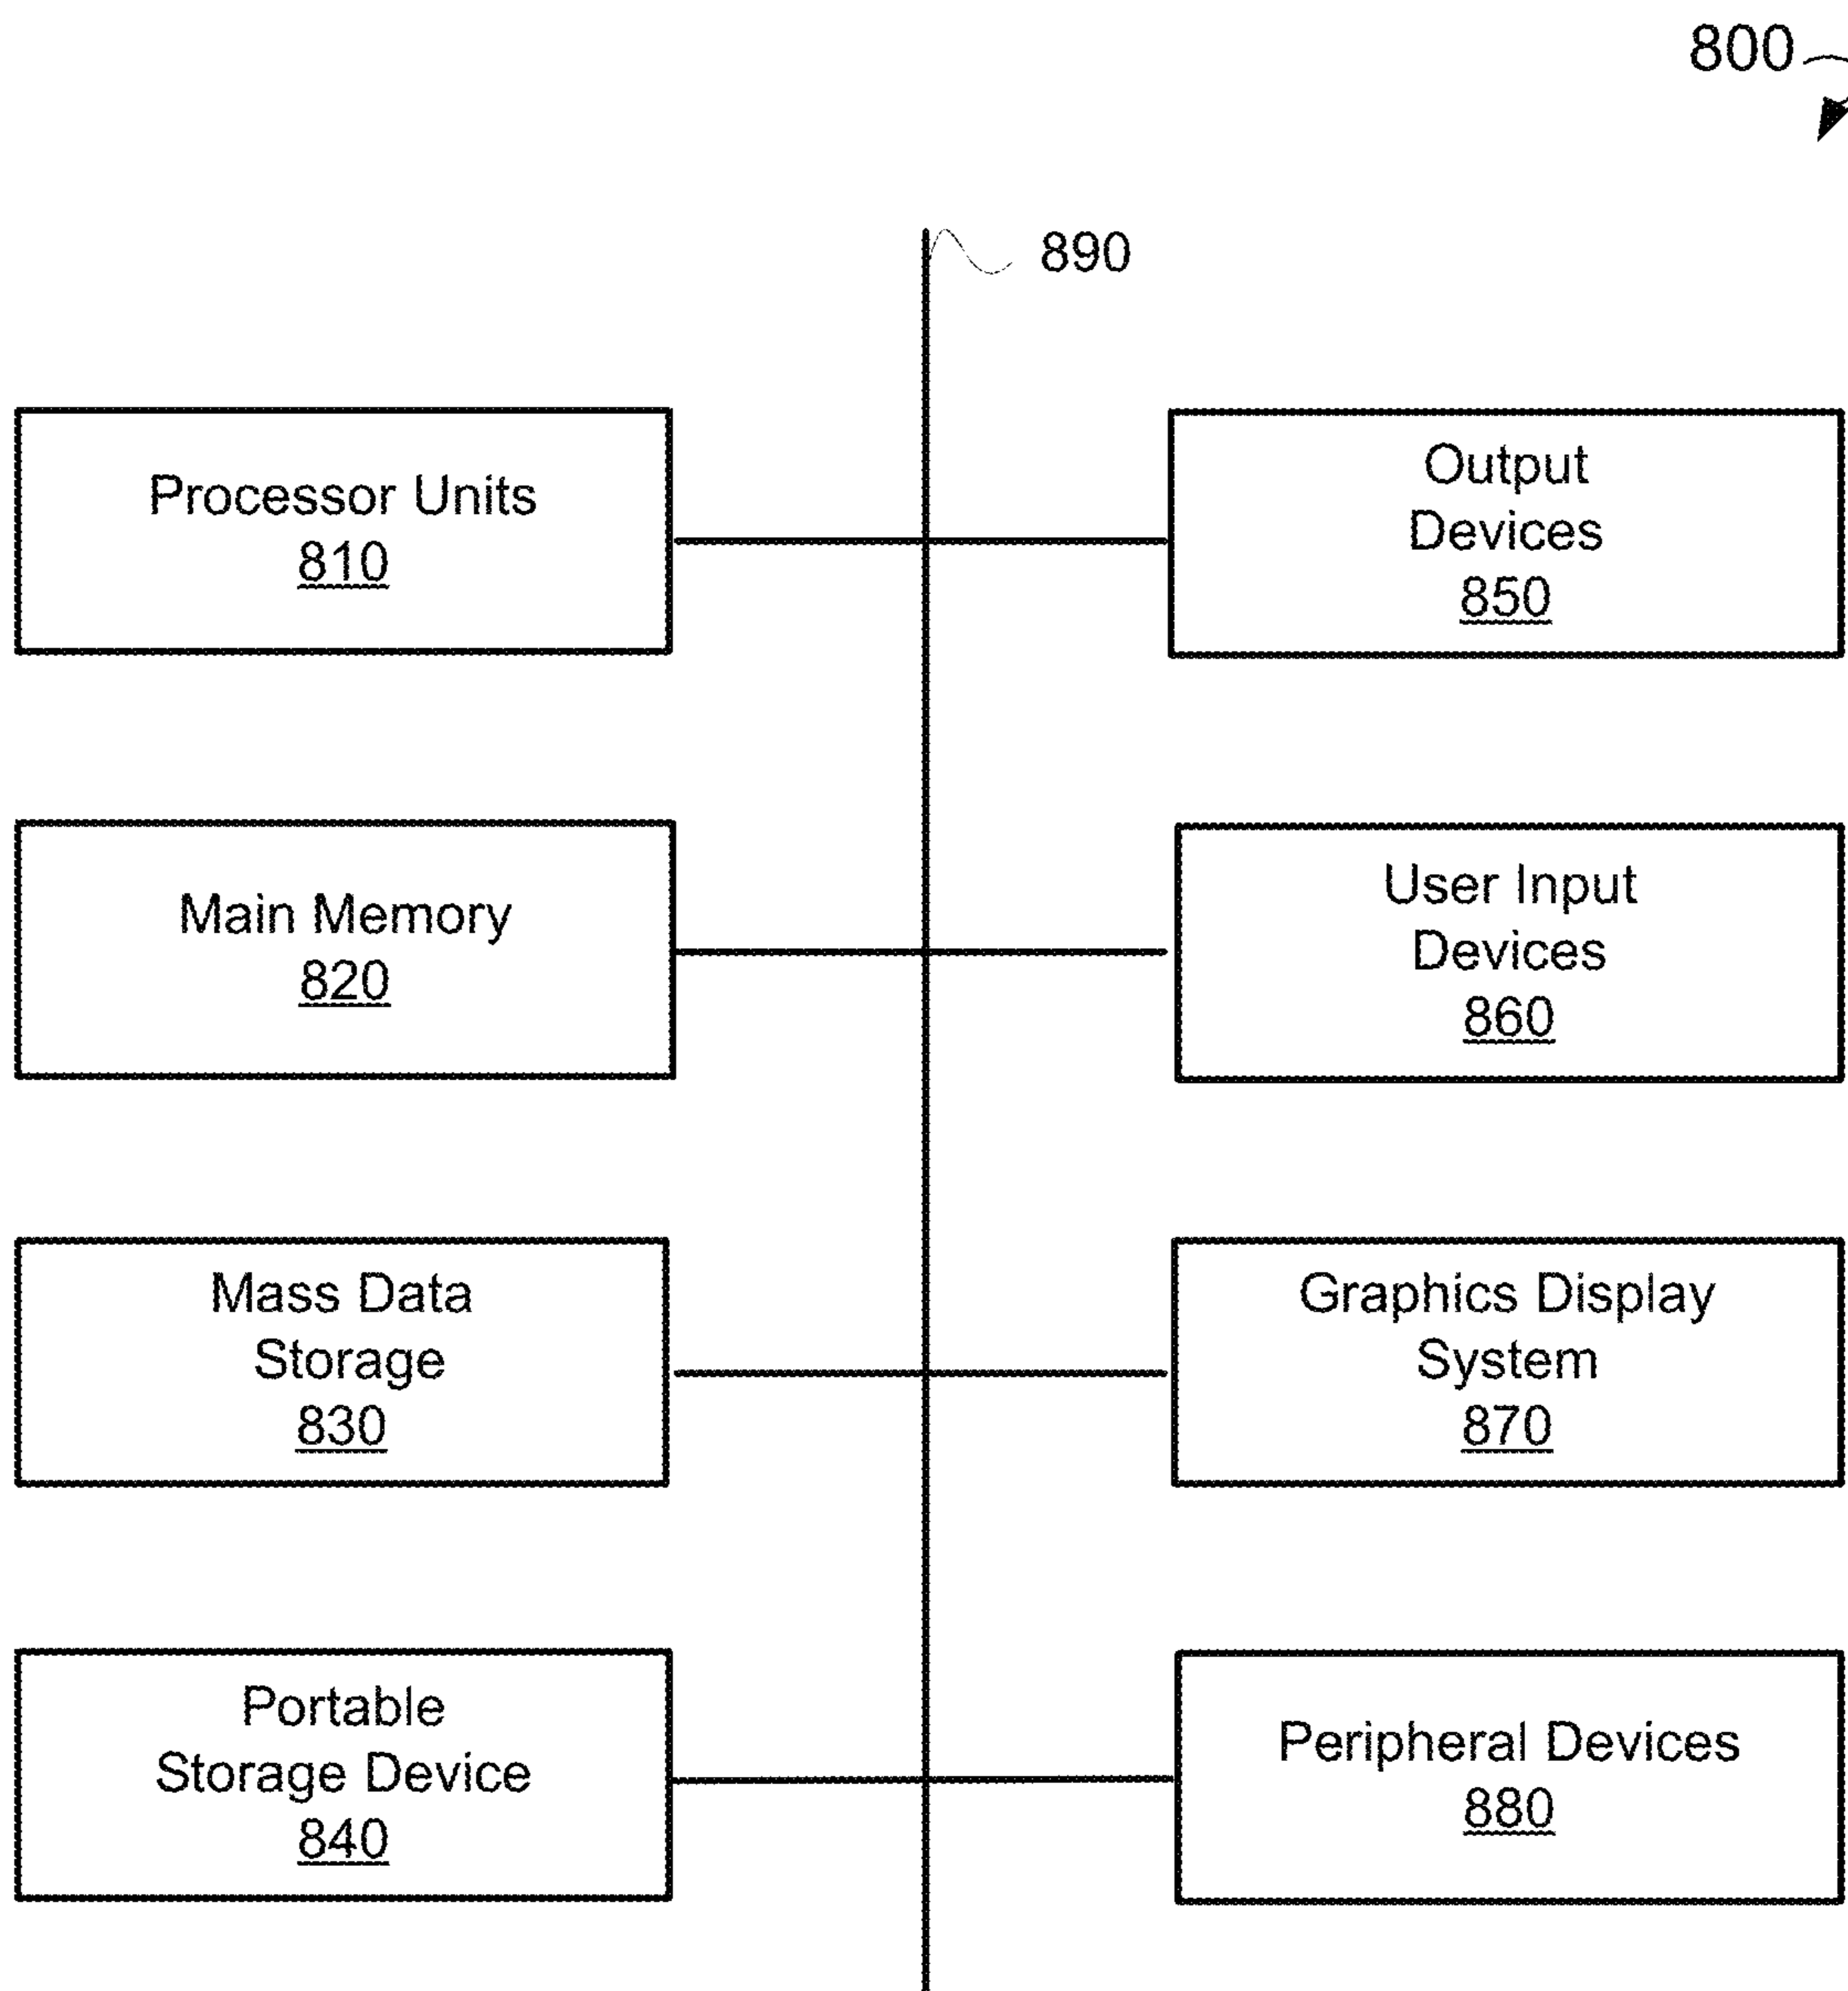 800
890
Processor Units
810
Output
Devices
850
Main Memory
820
User Input
Devices
860
Mass Data
Storage
830
Graphics Display
System
870
Portable
Storage Device
840
Peripheral Devices
880